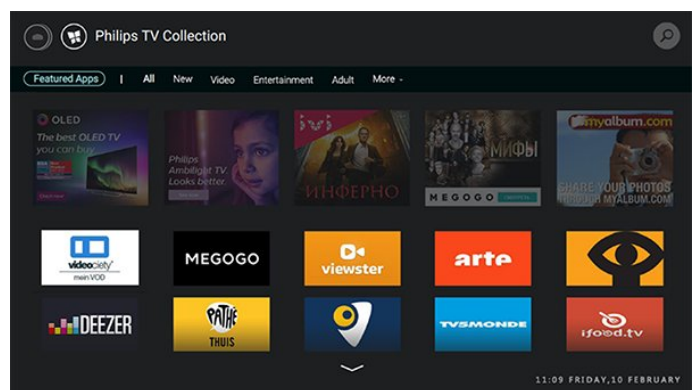 Philips TV Collection
Featured Apps | All New Video Entertainment Adult More
OLED
The best OLED TV
you can buy
Philips
Ambilight TV.
Looks better.
ivi
ИНФЕРНО
МИФЫ
MEGOGO
myalbum.com
SHARE YOUR PHOTOS
THROUGH MYALBUM.COM
videociety
mein VOD
MEGOGO
viewster
arte
DEEZER
PATHÉ
THUIS
TV5MONDE
ifood.tv
11:09 FRIDAY,10 FEBRUARY